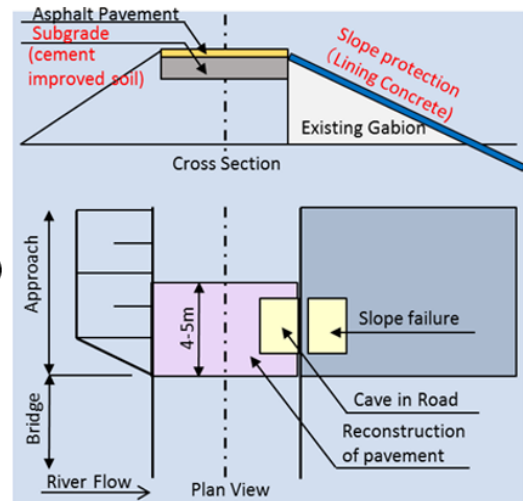 Asphalt Pavement
Subgrade
(cement
improved soil)
Slope protection
(Lining Concrete)
Existing Gabion
Cross Section
Approach
4-5m
Slope failure
Cave in Road
Bridge
Reconstruction
of pavement
River Flow
Plan View